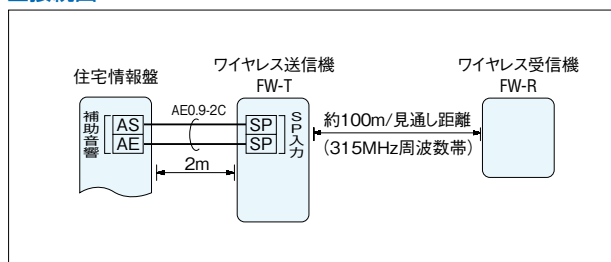 住宅情報盤
ワイヤレス送信機
FW-T
ワイヤレス受信機
FW-R
補助音響
AS
AE
AE0.9-2C
2m
SP
SP
SP入力
約100m/見通し距離
(315MHz周波数帯)